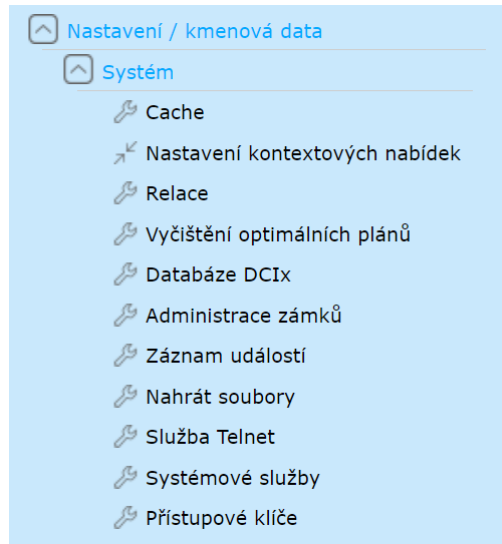 Nastavení / kmenová data
Systém
Cache
Nastavení kontextových nabídek
Relace
Vyčištění optimálních plánů
Databáze DCIx
Administrace zámků
Záznam událostí
Nahrát soubory
Služba Telnet
Systémové služby
Přístupové klíče